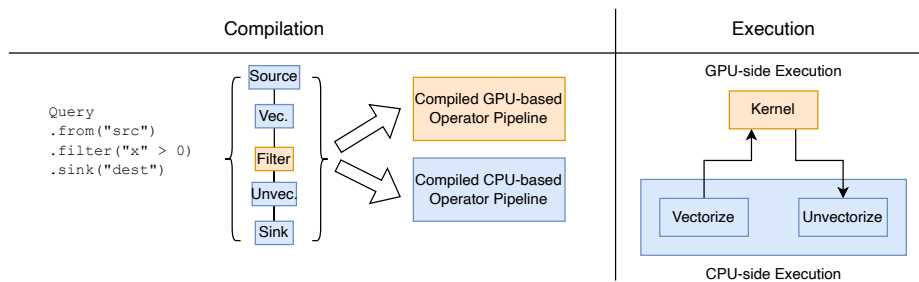 Compilation
Query
.from("src")
.filter("x" > 0)
.sink("dest")
Source
Vec.
Filter
Unvec.
Sink
Compiled GPU-based
Operator Pipeline
Compiled CPU-based
Operator Pipeline
Execution
GPU-side Execution
Kernel
Vectorize
Unvectorize
CPU-side Execution